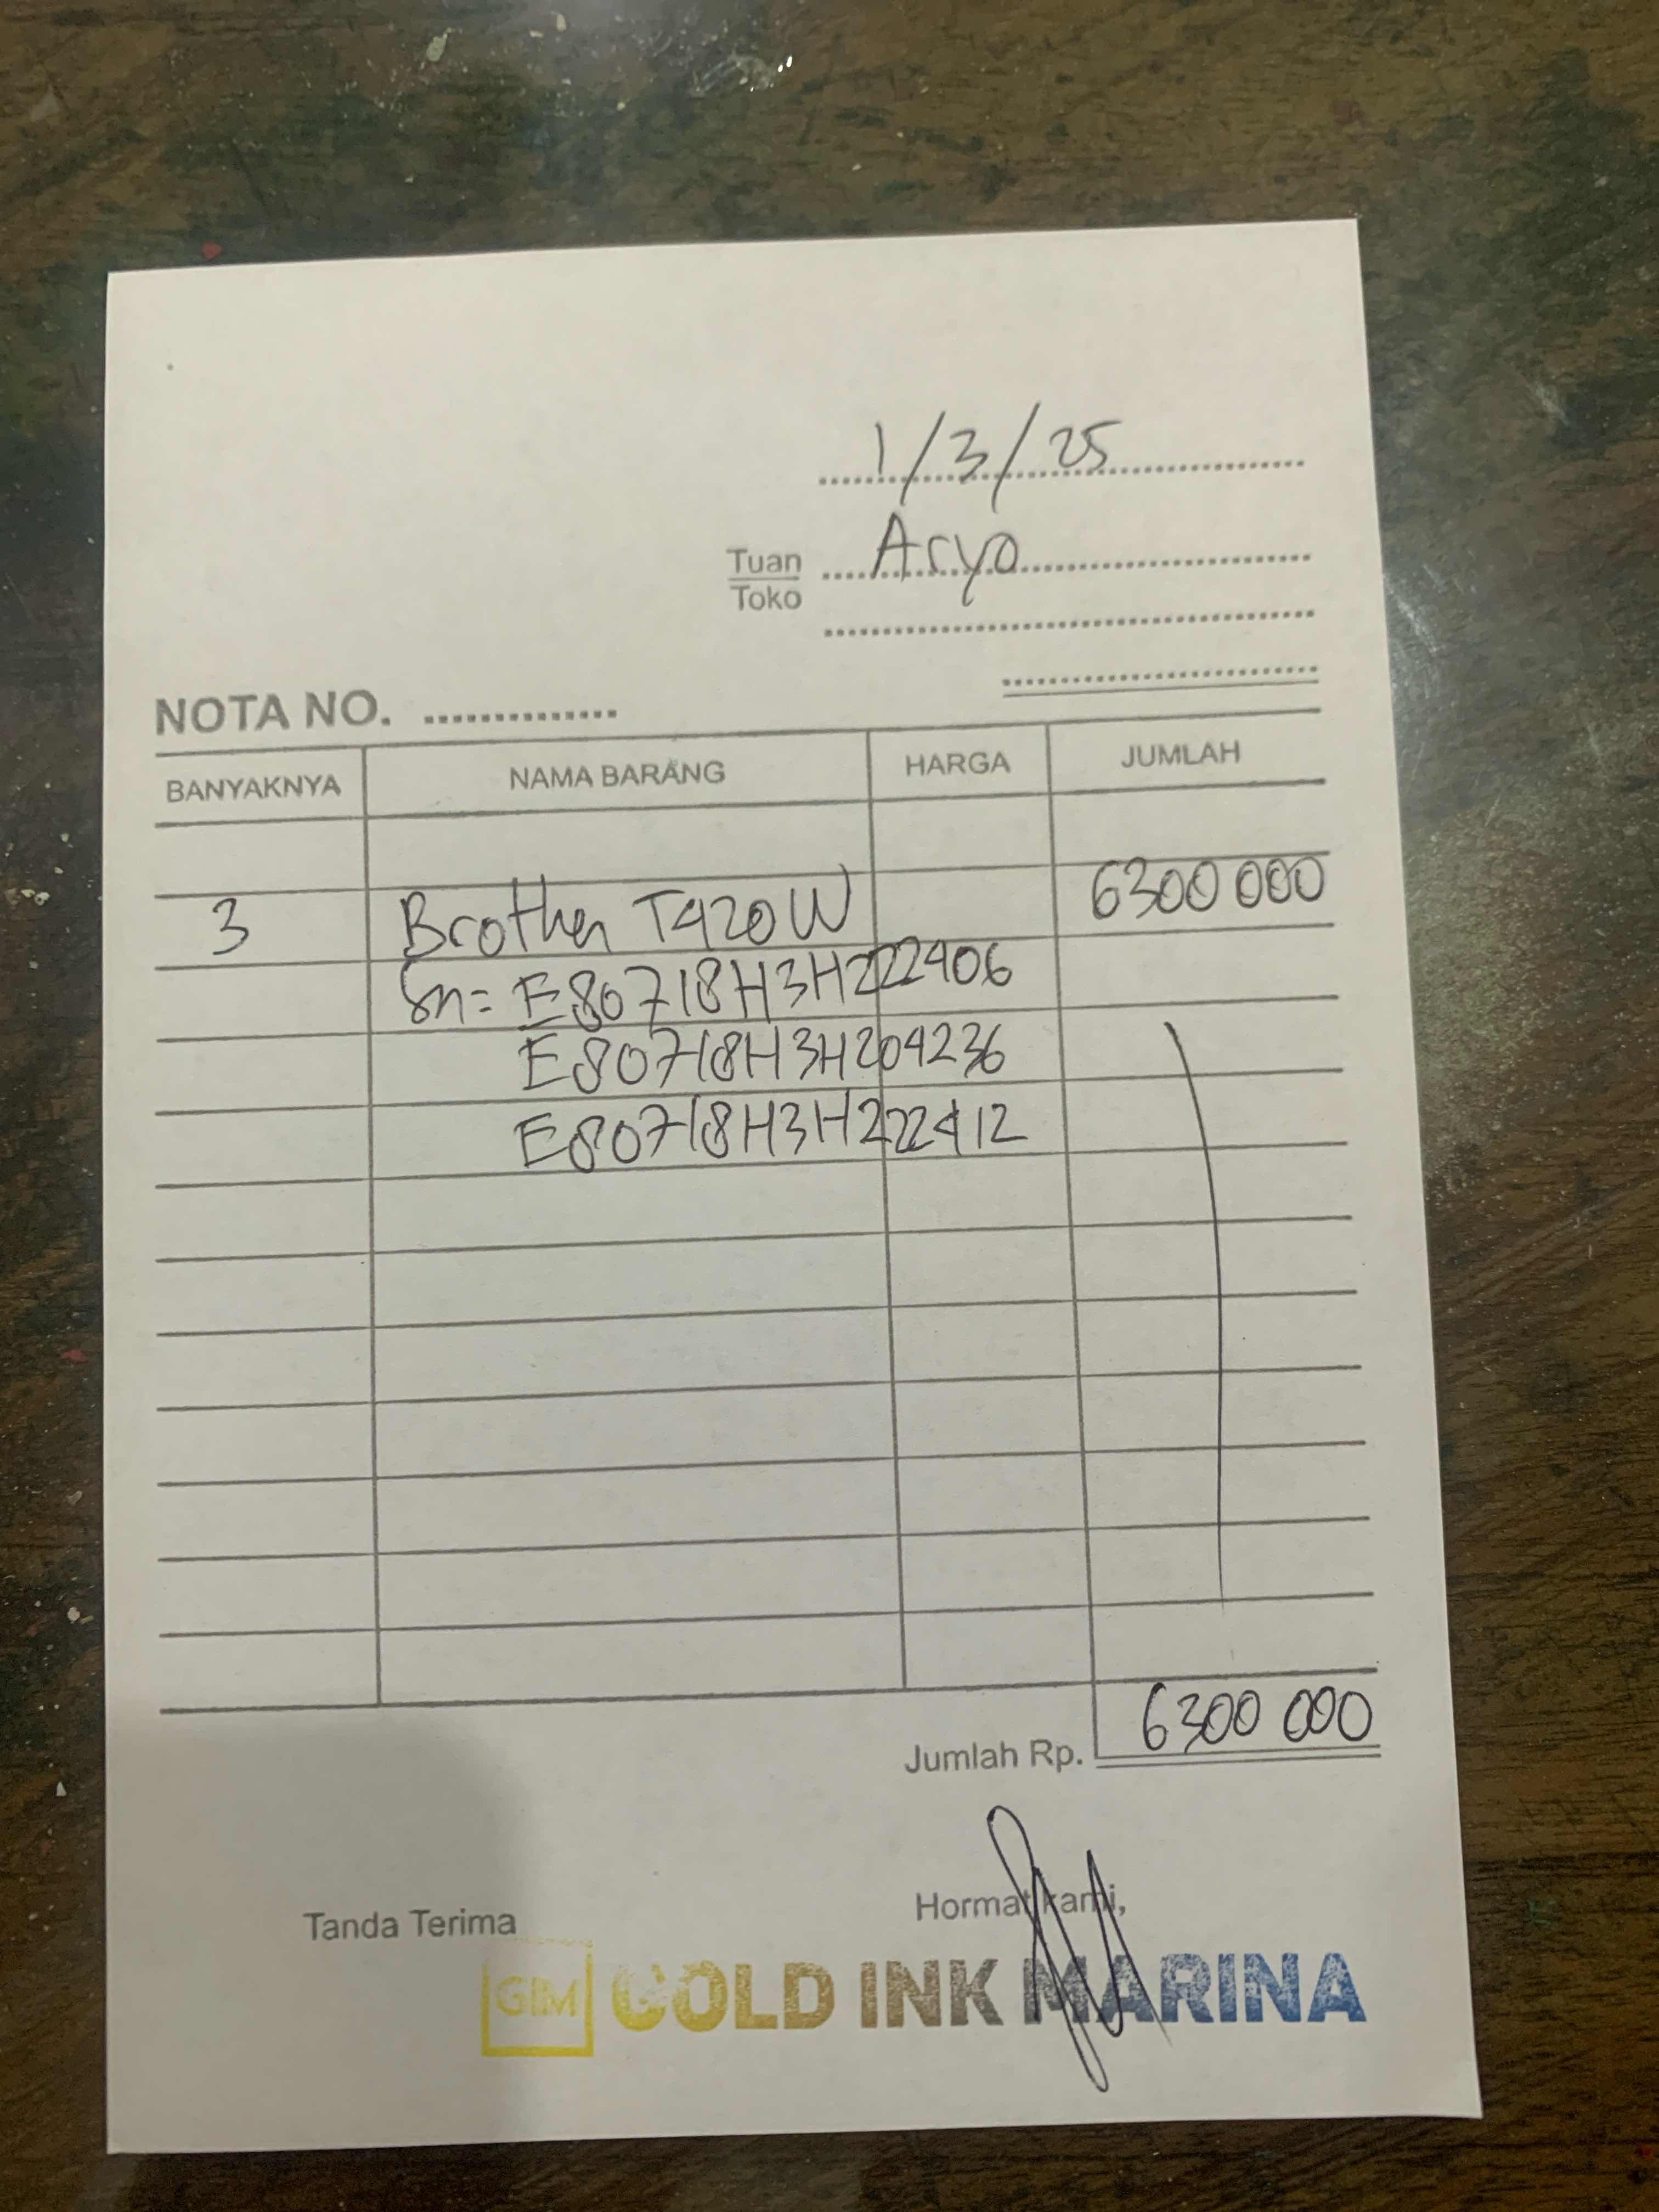 1/3/25
Tuan Aryo
Toko
NOTA NO.
BANYAKNYA NAMA BARANG HARGA JUMLAH
3 Brother T420W 6300 000
Sn= E80718H3H222406
E80718H3H204236
E80718H3H222412
Jumlah Rp. 6300 000
Tanda Terima Hormat kami,
GIM GOLD INK MARINA